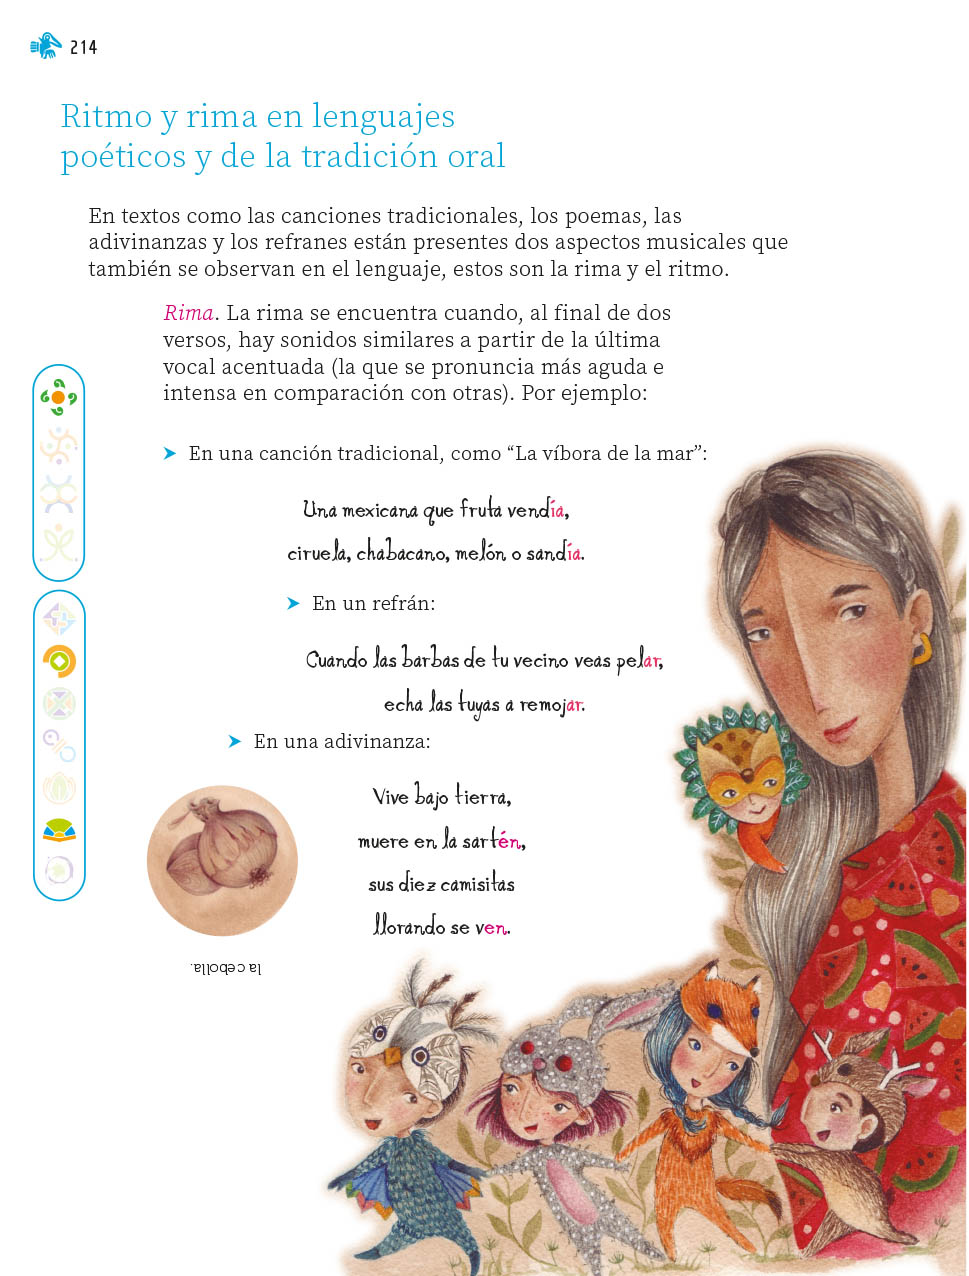 214
Ritmo y rima en lenguajes
poéticos y de la tradición oral
En textos como las canciones tradicionales, los poemas, las
adivinanzas y los refranes están presentes dos aspectos musicales que
también se observan en el lenguaje, estos son la rima y el ritmo.
Rima. La rima se encuentra cuando, al final de dos
versos, hay sonidos similares a partir de la última
vocal acentuada (la que se pronuncia más aguda e
intensa en comparación con otras). Por ejemplo:
➤ En una canción tradicional, como “La víbora de la mar”:
Una mexicana que fruta vendía,
ciruela, chabacano, melón o sandía.
➤ En un refrán:
Cuando las barbas de tu vecino veas pelar,
echa las tuyas a remojar.
➤ En una adivinanza:
Vive bajo tierra,
muere en la sartén,
sus diez camisitas
llorando se ven.
la cebolla.